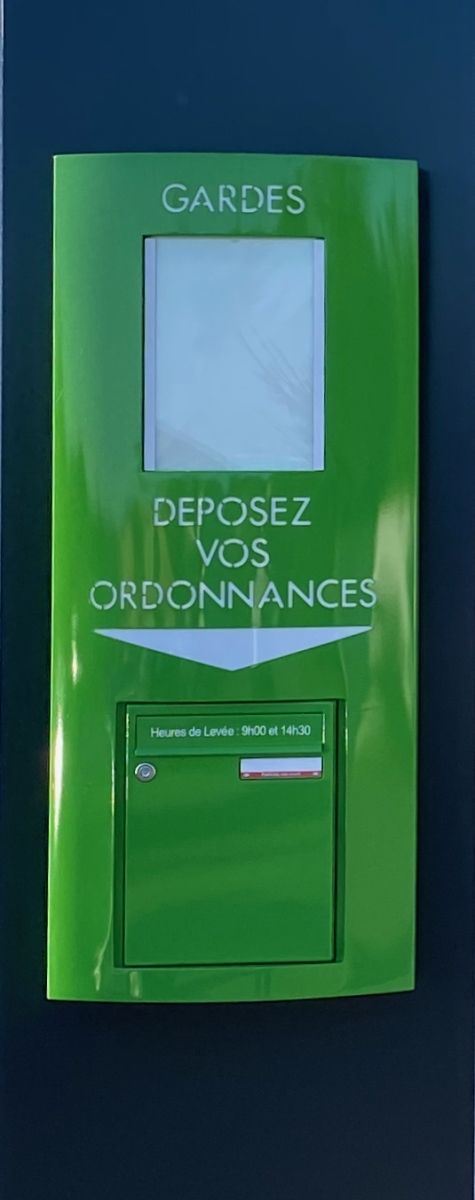 GARDES
DEPOSEZ
VOS
ORDONNANCES
Heures de Levée : 9h00 et 14h30